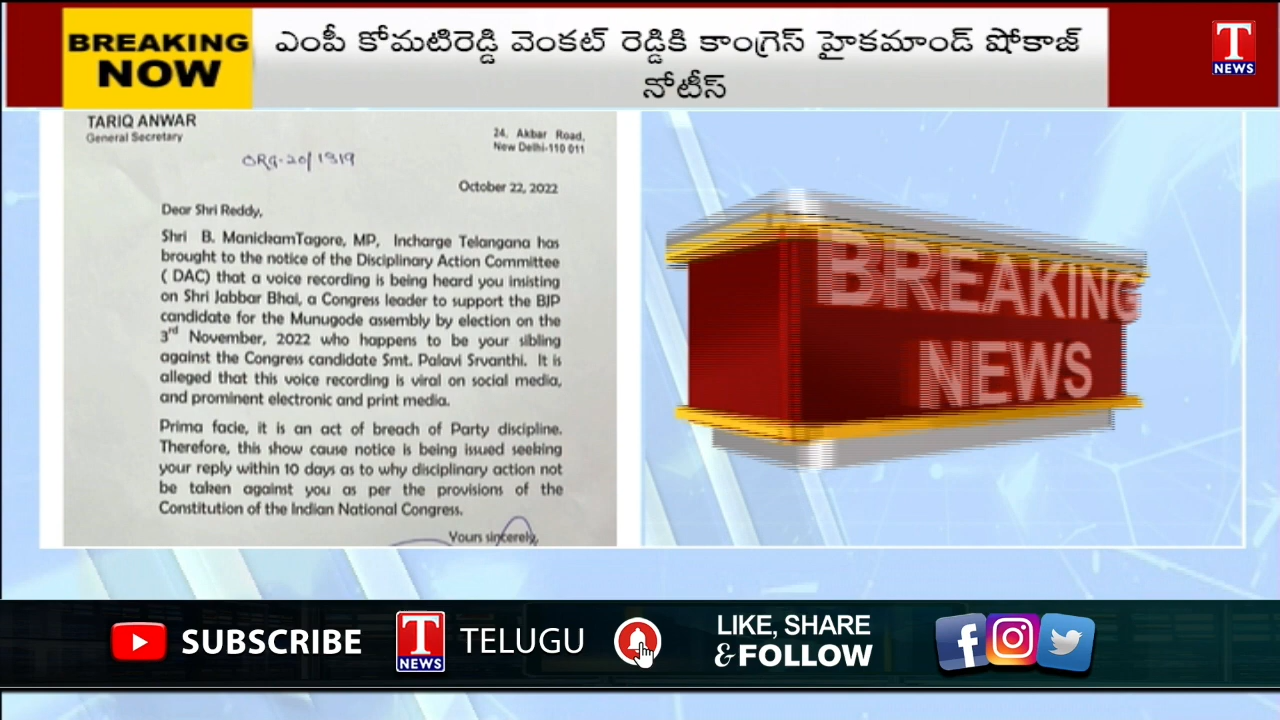 BREAKING
NOW
ఎంపీ కోమటిరెడ్డి వెంకట్ రెడ్డికి కాంగ్రెస్ హైకమాండ్ షోకాజ్
నోటీస్
T
NEWS
TARIQ ANWAR
General Secretary
24, Akbar Road,
New Delhi-110 011
ORG-20/1319
October 22, 2022
Dear Shri Reddy,
Shri B. ManickamTagore, MP, Incharge Telangana has
brought to the notice of the Disciplinary Action Committee
( DAC) that a voice recording is being heard you insisting
on Shri Jabbar Bhai, a Congress leader to support the BJP
candidate for the Munugode assembly by election on the
3rd November, 2022 who happens to be your sibling
against the Congress candidate Smt. Palavi Srvanthi. It is
alleged that this voice recording is viral on social media,
and prominent electronic and print media.
Prima facie, it is an act of breach of Party discipline.
Therefore, this show cause notice is being issued seeking
your reply within 10 days as to why disciplinary action not
be taken against you as per the provisions of the
Constitution of the Indian National Congress.
Yours sincerely,
BREAKING
NEWS
SUBSCRIBE
T
NEWS
TELUGU
LIKE, SHARE
& FOLLOW